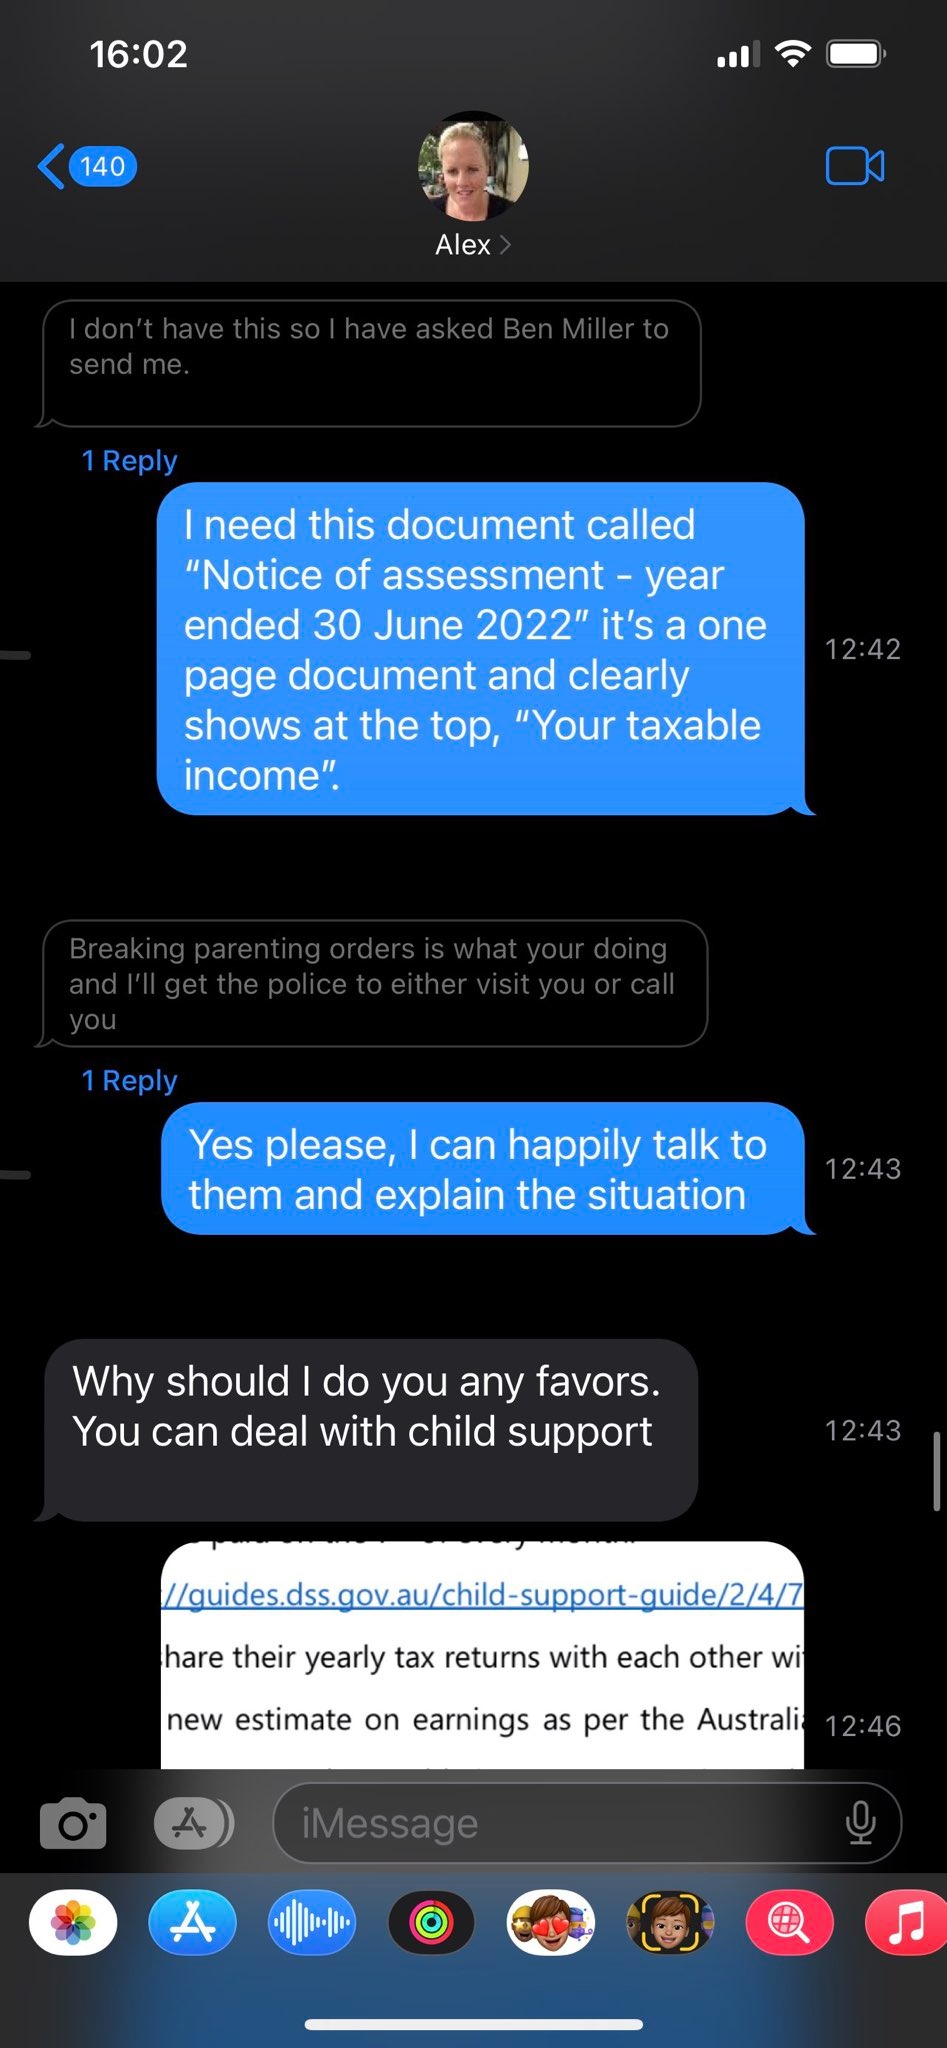 16:02
140
Alex
I don't have this so I have asked Ben Miller to
send me.
1 Reply
I need this document called
“Notice of assessment - year
ended 30 June 2022” it's a one
page document and clearly
shows at the top, “Your taxable
income”.
12:42
Breaking parenting orders is what your doing
and I'll get the police to either visit you or call
you
1 Reply
Yes please, I can happily talk to
them and explain the situation
12:43
Why should I do you any favors.
You can deal with child support
12:43
://guides.dss.gov.au/child-support-guide/2/4/7
hare their yearly tax returns with each other wi
new estimate on earnings as per the Australia
12:46
iMessage